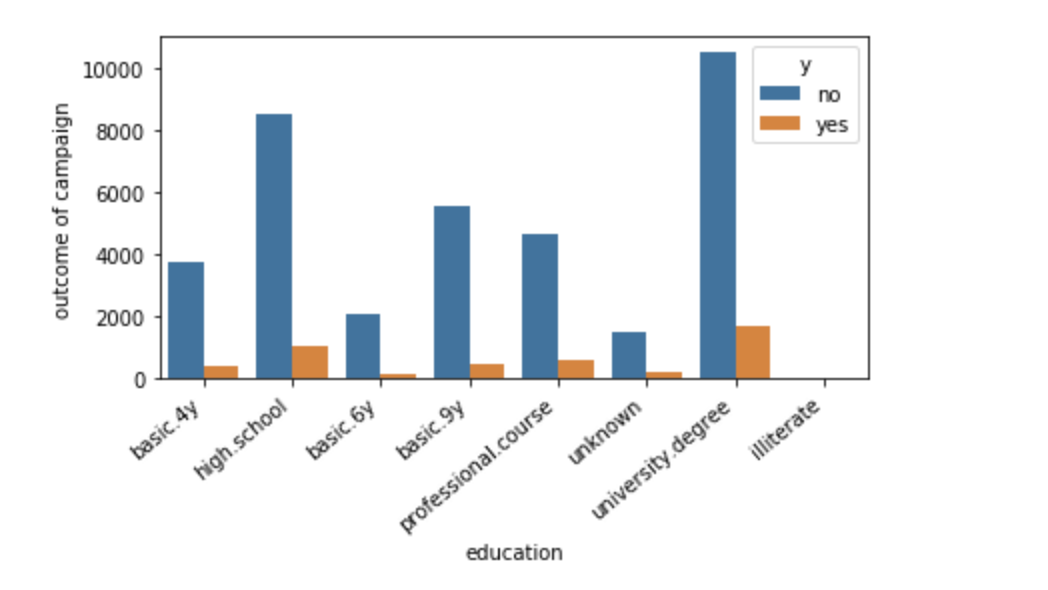 10000
8000
6000
4000
2000
0
outcome of campaign
y
no
yes
basic.4y
high.school
basic.6y
basic.9y
professional.course
unknown
university.degree
illiterate
education